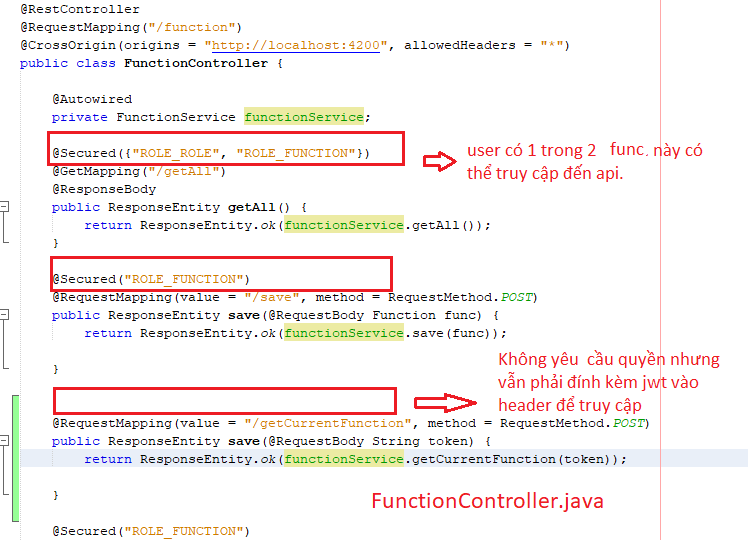 @RestController
@RequestMapping("/function")
@CrossOrigin(origins = "http://localhost:4200", allowedHeaders = "*")
public class FunctionController {
@Autowired
private FunctionService functionService;
@Secured({"ROLE_ROLE", "ROLE_FUNCTION"})
user có 1 trong 2 func. này có
thể truy cập đến api.
@GetMapping("/getAll")
@ResponseBody
public ResponseEntity getAll() {
return ResponseEntity.ok(functionService.getAll());
}
@Secured("ROLE_FUNCTION")
@RequestMapping(value = "/save", method = RequestMethod.POST)
public ResponseEntity save(@RequestBody Function func) {
return ResponseEntity.ok(functionService.save(func));
}
Không yêu cầu quyền nhưng
vẫn phải đính kèm jwt vào
header để truy cập
@RequestMapping(value = "/getCurrentFunction", method = RequestMethod.POST)
public ResponseEntity save(@RequestBody String token) {
return ResponseEntity.ok(functionService.getCurrentFunction(token));
}
FunctionController.java
@Secured("ROLE_FUNCTION")